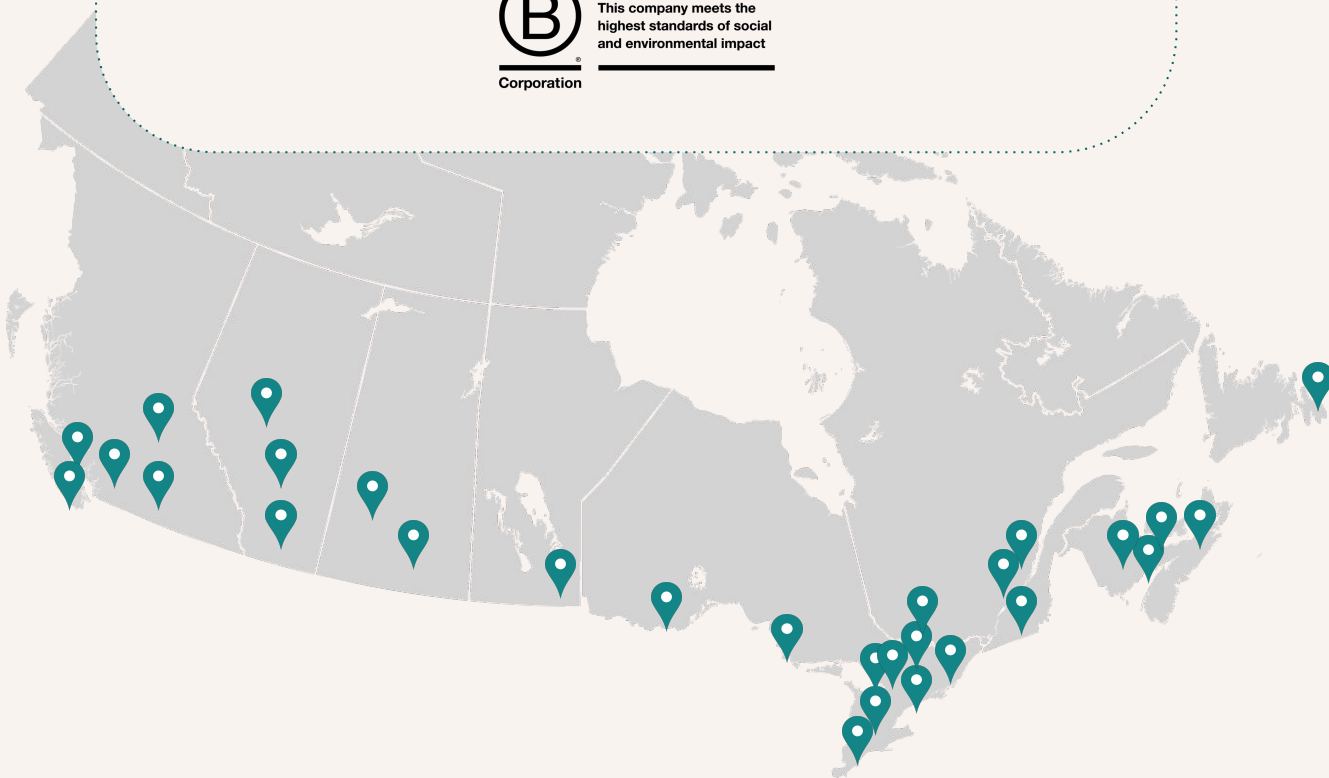 B
This company meets the
highest standards of social
and environmental impact
®
Corporation